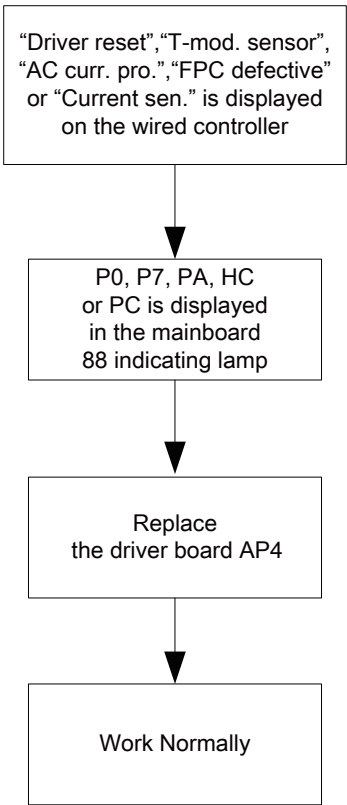 “Driver reset”,“T-mod. sensor”,
“AC curr. pro.”,“FPC defective”
or “Current sen.” is displayed
on the wired controller
P0, P7, PA, HC
or PC is displayed
in the mainboard
88 indicating lamp
Replace
the driver board AP4
Work Normally